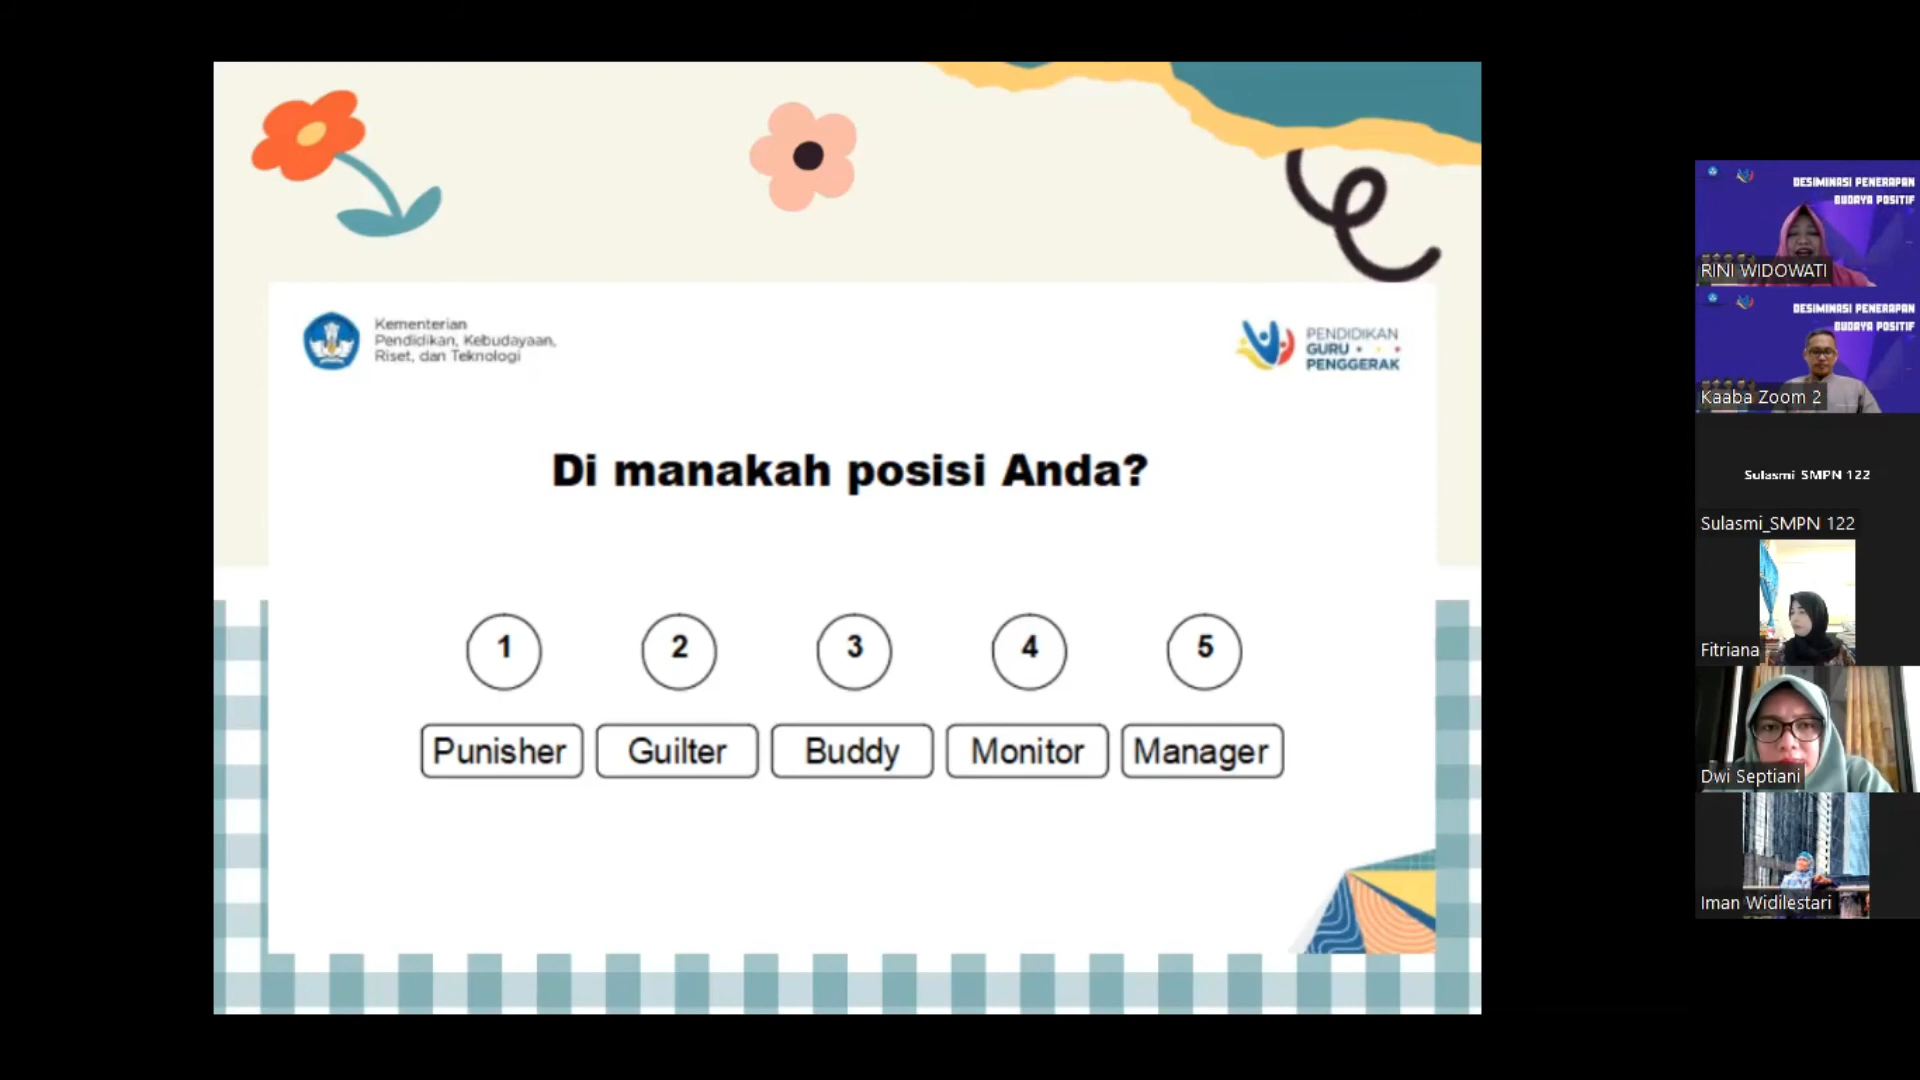 Kementerian
Pendidikan, Kebudayaan,
Riset, dan Teknologi
PENDIDIKAN
GURU
PENGGERAK
Di manakah posisi Anda?
1 2 3 4 5
Punisher Guilter Buddy Monitor Manager
DESIMINASI PENERAPAN
BUDAYA POSITIF
RINI WIDOWATI
DESIMINASI PENERAPAN
BUDAYA POSITIF
Kaaba Zoom 2
Sulasmi SMPN 122
Sulasmi_SMPN 122
Fitriana
Dwi Septiani
Iman Widilestari